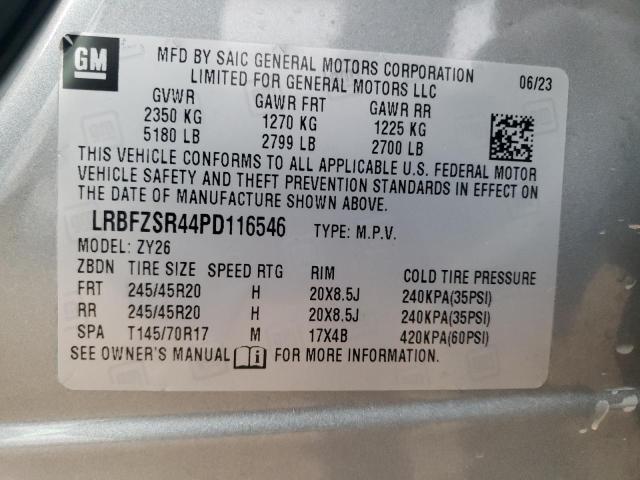 GM
MFD BY SAIC GENERAL MOTORS CORPORATION
LIMITED FOR GENERAL MOTORS LLC
06/23
GVWR GAWR FRT GAWR RR
2350 KG 1270 KG 1225 KG
5180 LB 2799 LB 2700 LB
THIS VEHICLE CONFORMS TO ALL APPLICABLE U.S. FEDERAL MOTOR
VEHICLE SAFETY AND THEFT PREVENTION STANDARDS IN EFFECT ON
THE DATE OF MANUFACTURE SHOWN ABOVE.
LRBFZSR44PD116546 TYPE: M.P.V.
MODEL: ZY26
ZBDN TIRE SIZE SPEED RTG RIM COLD TIRE PRESSURE
FRT 245/45R20 H 20X8.5J 240KPA(35PSI)
RR 245/45R20 H 20X8.5J 240KPA(35PSI)
SPA T145/70R17 M 17X4B 420KPA(60PSI)
SEE OWNER'S MANUAL i FOR MORE INFORMATION.